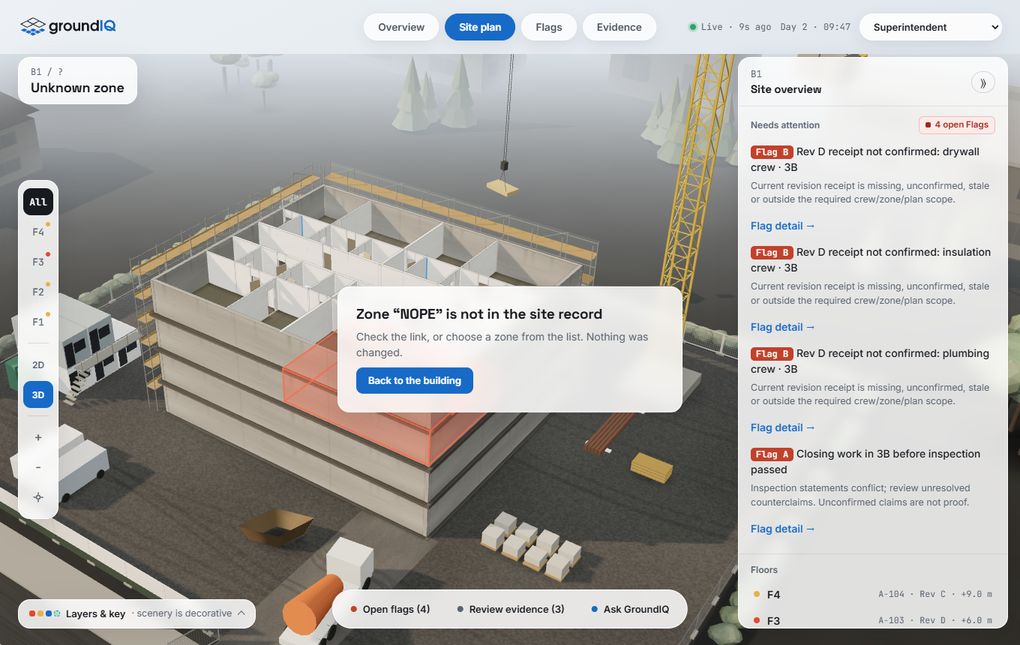 groundIQ
Overview
Site plan
Flags
Evidence
Live · 9s ago Day 2 · 09:47
Superintendent
B1 / ?
Unknown zone
All
F4
F3
F2
F1
2D
3D
+
-
Zone “NOPE” is not in the site record
Check the link, or choose a zone from the list. Nothing was
changed.
Back to the building
B1
Site overview
Needs attention
4 open Flags
Flag B Rev D receipt not confirmed: drywall
crew · 3B
Current revision receipt is missing, unconfirmed, stale
or outside the required crew/zone/plan scope.
Flag detail →
Flag B Rev D receipt not confirmed: insulation
crew · 3B
Current revision receipt is missing, unconfirmed, stale
or outside the required crew/zone/plan scope.
Flag detail →
Flag B Rev D receipt not confirmed: plumbing
crew · 3B
Current revision receipt is missing, unconfirmed, stale
or outside the required crew/zone/plan scope.
Flag detail →
Flag A Closing work in 3B before inspection
passed
Inspection statements conflict; review unresolved
counterclaims. Unconfirmed claims are not proof.
Flag detail →
Floors
F4 A-104 · Rev C · +9.0 m
F3 A-103 · Rev D · +6.0 m
Layers & key · scenery is decorative
Open flags (4)
Review evidence (3)
Ask GroundIQ